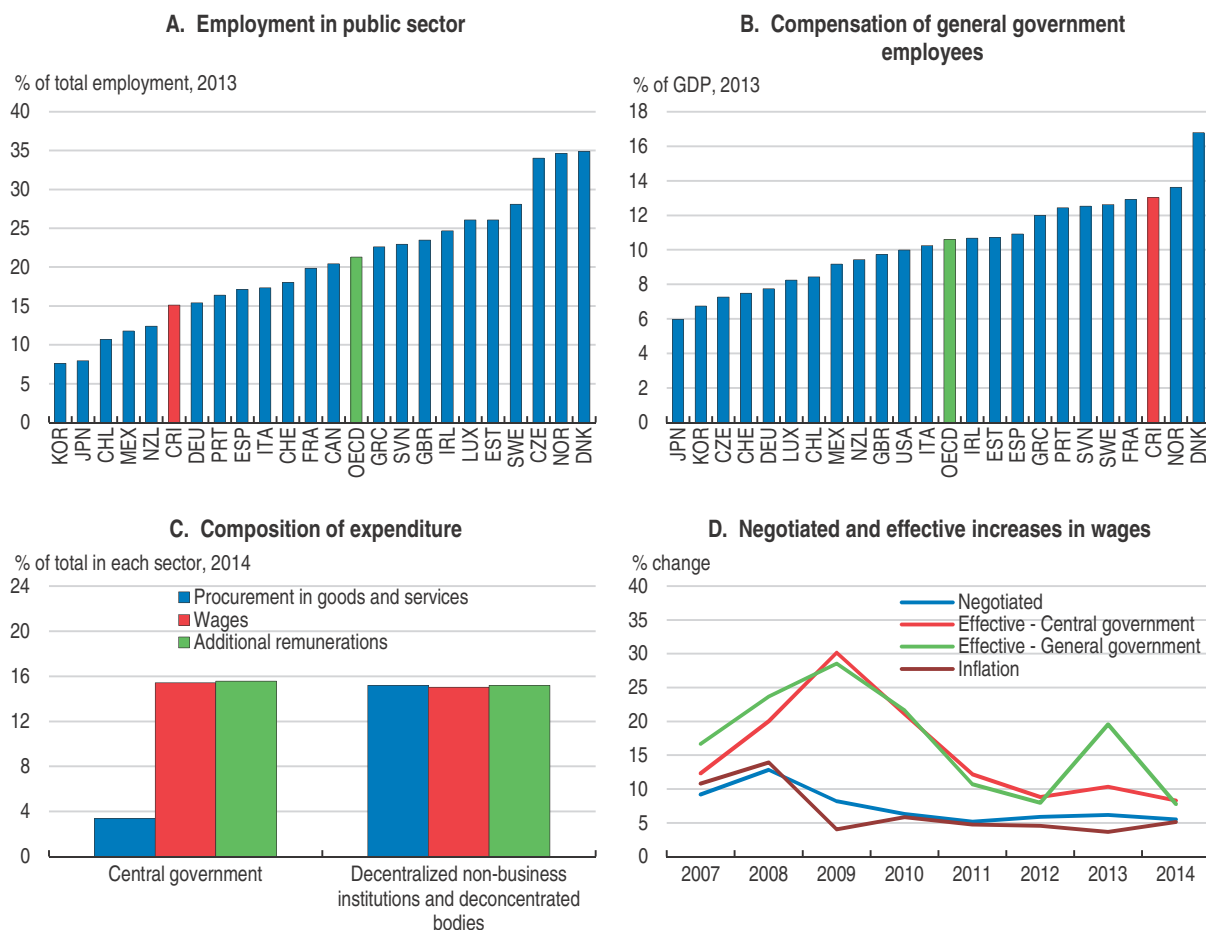 A. Employment in public sector
% of total employment, 2013
40
35
30
25
20
15
10
5
0
KOR
JPN
CHL
MEX
NZL
CRI
DEU
PRT
ESP
ITA
CHE
FRA
CAN
OECD
GRC
SVN
GBR
IRL
LUX
EST
SWE
CZE
NOR
DNK
B. Compensation of general government
employees
% of GDP, 2013
18
16
14
12
10
8
6
4
2
0
JPN
KOR
CZE
CHE
DEU
LUX
CHL
MEX
NZL
GBR
USA
ITA
OECD
IRL
EST
ESP
GRC
PRT
SVN
SWE
FRA
CRI
NOR
DNK
C. Composition of expenditure
% of total in each sector, 2014
24
20
16
12
8
4
0
Procurement in goods and services
Wages
Additional remunerations
Central government
Decentralized non-business
institutions and deconcentrated
bodies
D. Negotiated and effective increases in wages
% change
40
35
30
25
20
15
10
5
0
Negotiated
Effective - Central government
Effective - General government
Inflation
2007
2008
2009
2010
2011
2012
2013
2014